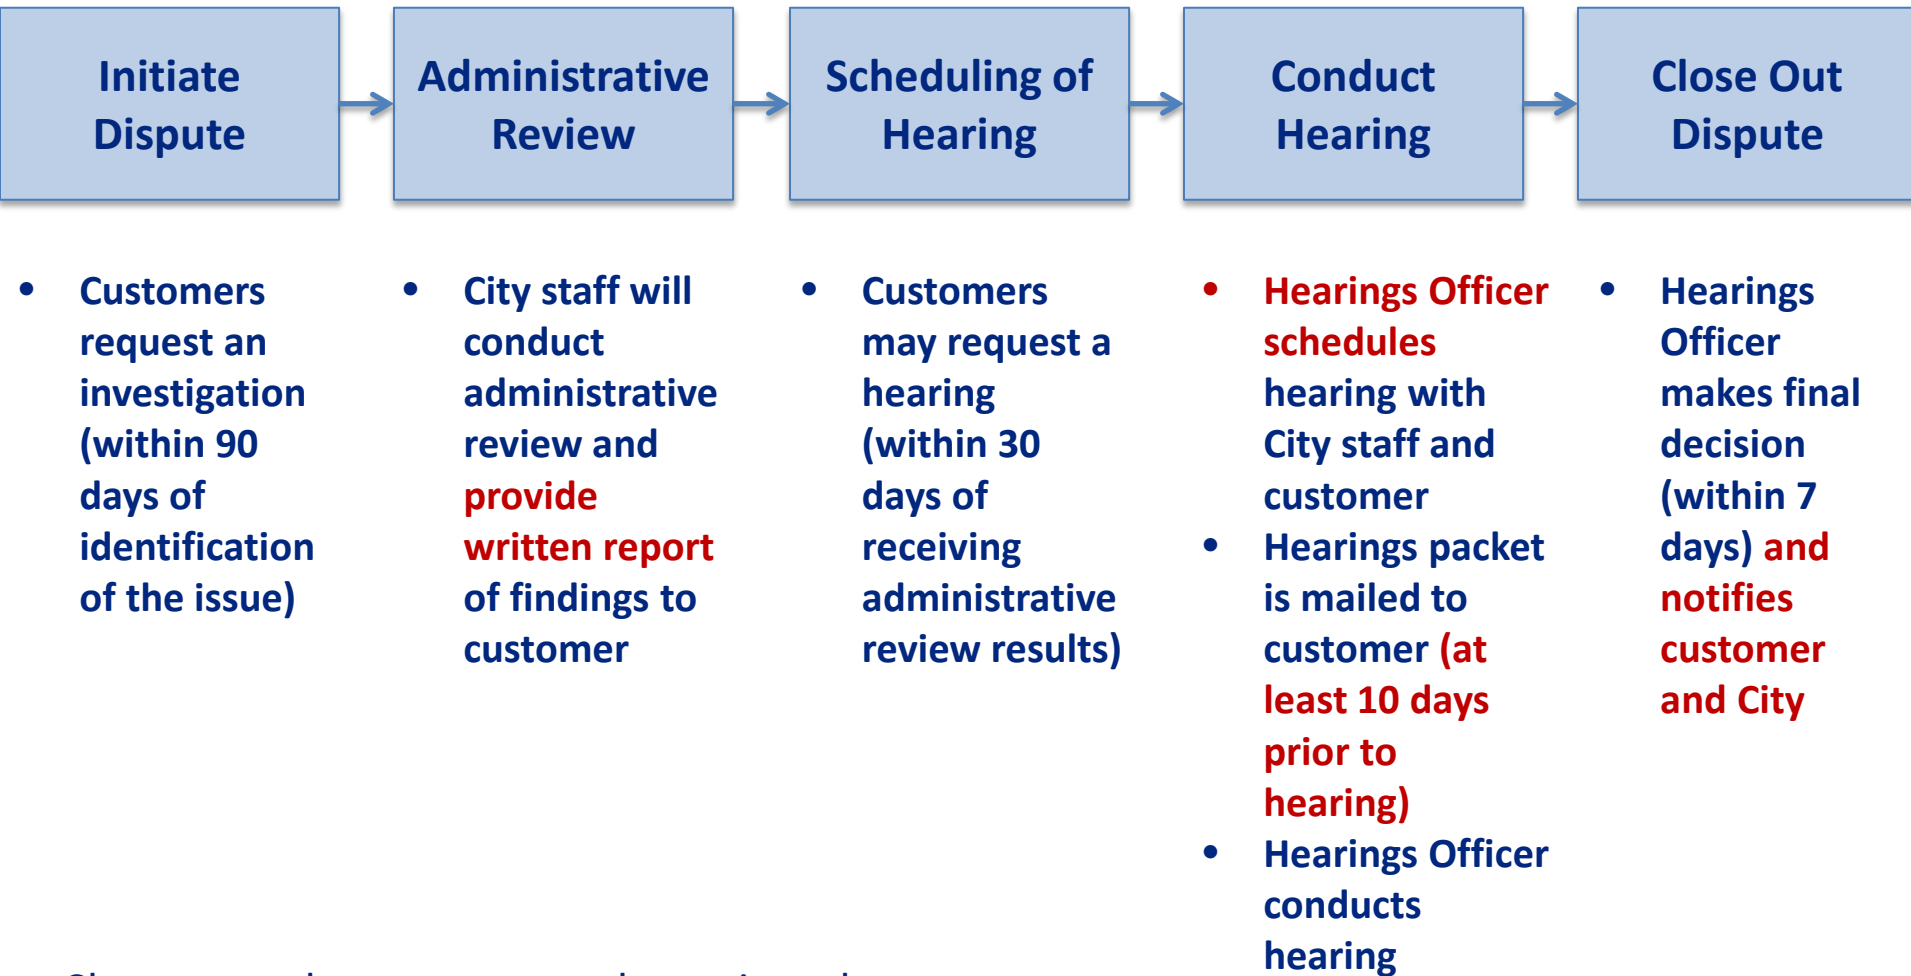 Initiate
Dispute
Administrative
Review
Scheduling of
Hearing
Conduct
Hearing
Close Out
Dispute
• Customers
request an
investigation
(within 90
days of
identification
of the issue)
• City staff will
conduct
administrative
review and
provide
written report
of findings to
customer
• Customers
may request a
hearing
(within 30
days of
receiving
administrative
review results)
• Hearings Officer
schedules
hearing with
City staff and
customer
• Hearings packet
is mailed to
customer (at
least 10 days
prior to
hearing)
• Hearings Officer
conducts
hearing
• Hearings
Officer
makes final
decision
(within 7
days) and
notifies
customer
and City